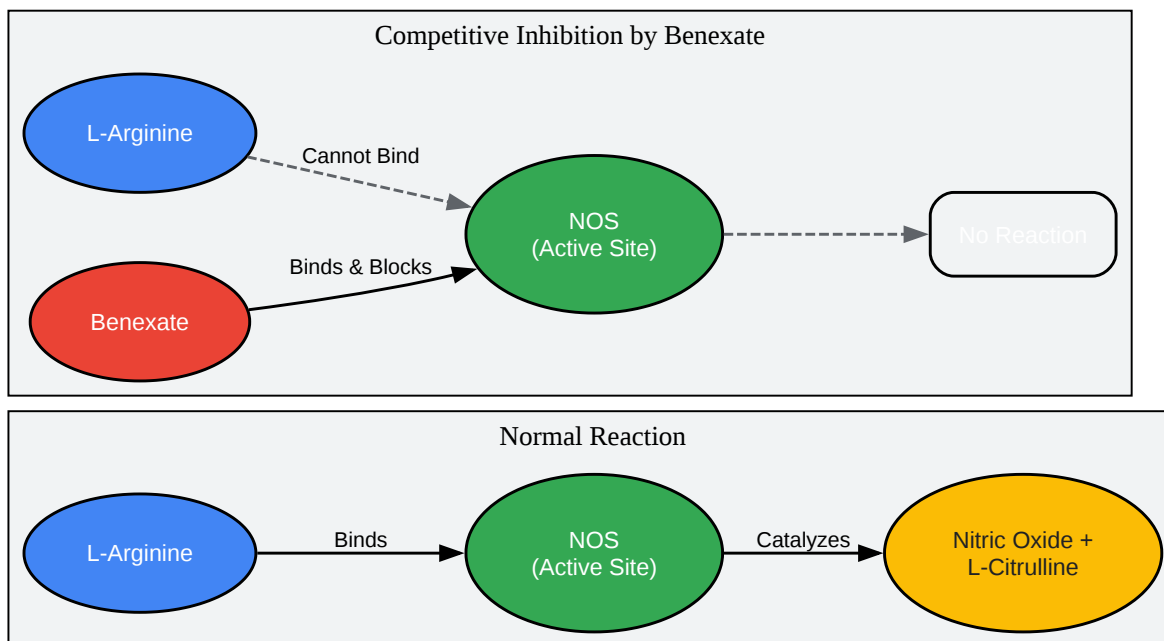 Competitive Inhibition by Benexate
L-Arginine
Cannot Bind
NOS
(Active Site)
No Reaction
Binds & Blocks
Benexate
Normal Reaction
L-Arginine
Binds
NOS
(Active Site)
Catalyzes
Nitric Oxide +
L-Citrulline